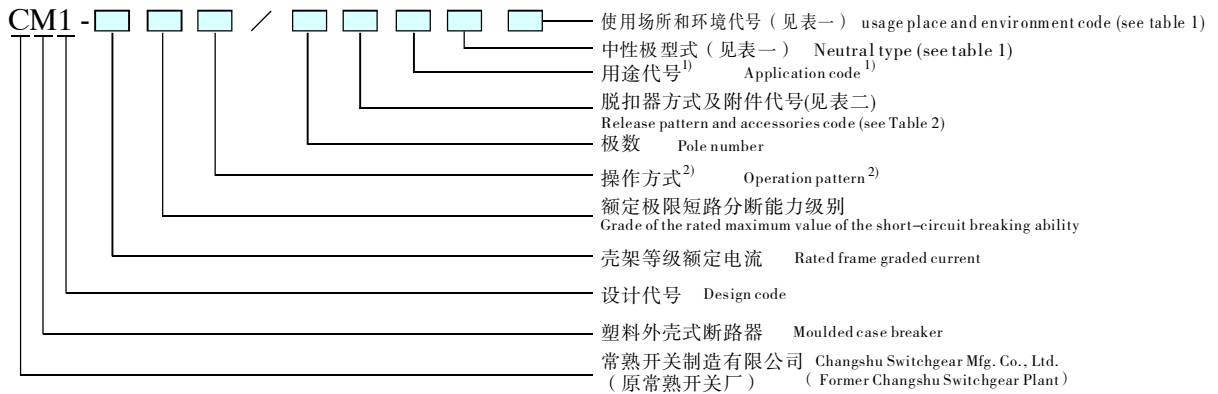 CM1-□□□／□□□□ □
使用场所和环境代号（见表一） usage place and environment code (see table 1)
中性极型式（见表一） Neutral type (see table 1)
用途代号1) Application code 1)
脱扣器方式及附件代号(见表二)
Release pattern and accessories code (see Table 2)
极数 Pole number
操作方式2) Operation pattern 2)
额定极限短路分断能力级别
Grade of the rated maximum value of the short-circuit breaking ability
壳架等级额定电流 Rated frame graded current
设计代号 Design code
塑料外壳式断路器 Moulded case breaker
常熟开关制造有限公司 Changshu Switchgear Mfg. Co., Ltd.
（原常熟开关厂） （ Former Changshu Switchgear Plant）